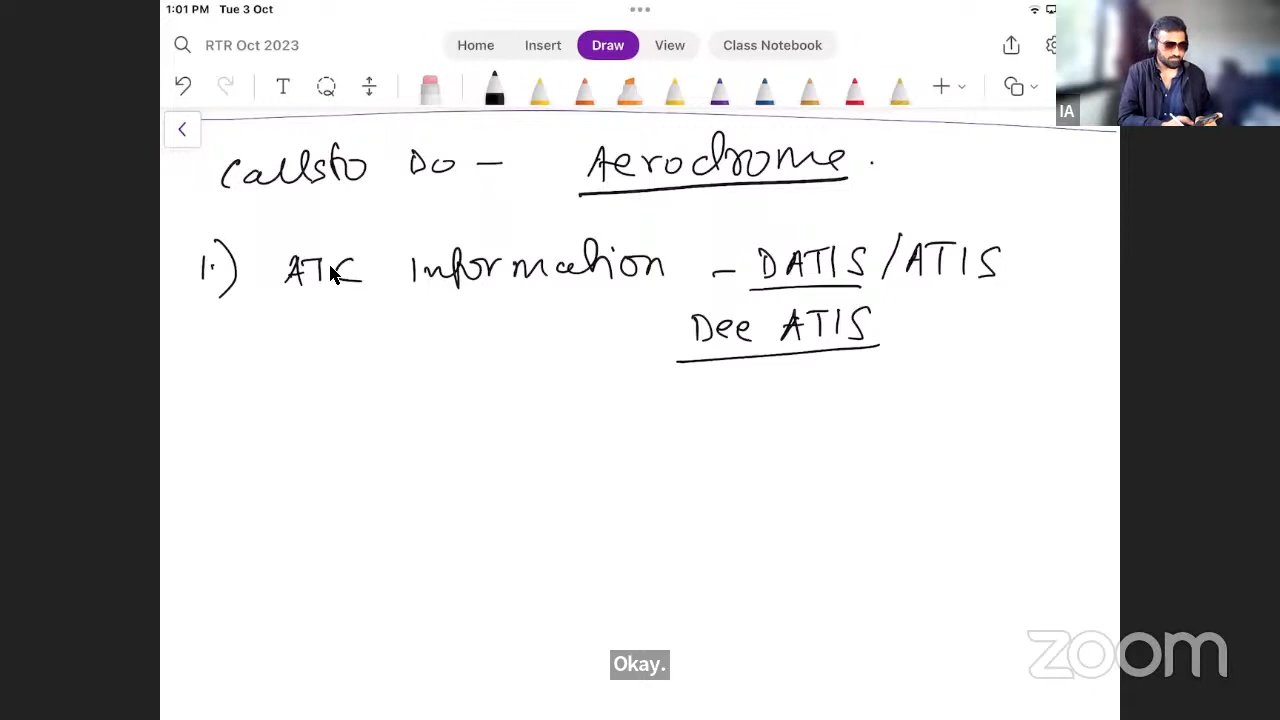 1:01 PM Tue 3 Oct
RTR Oct 2023
Home Insert Draw View Class Notebook
T
IA
Callsto Do - Aerodrome.
1.) ATC Information - DATIS/ATIS
Dee ATIS
Okay.
zoom